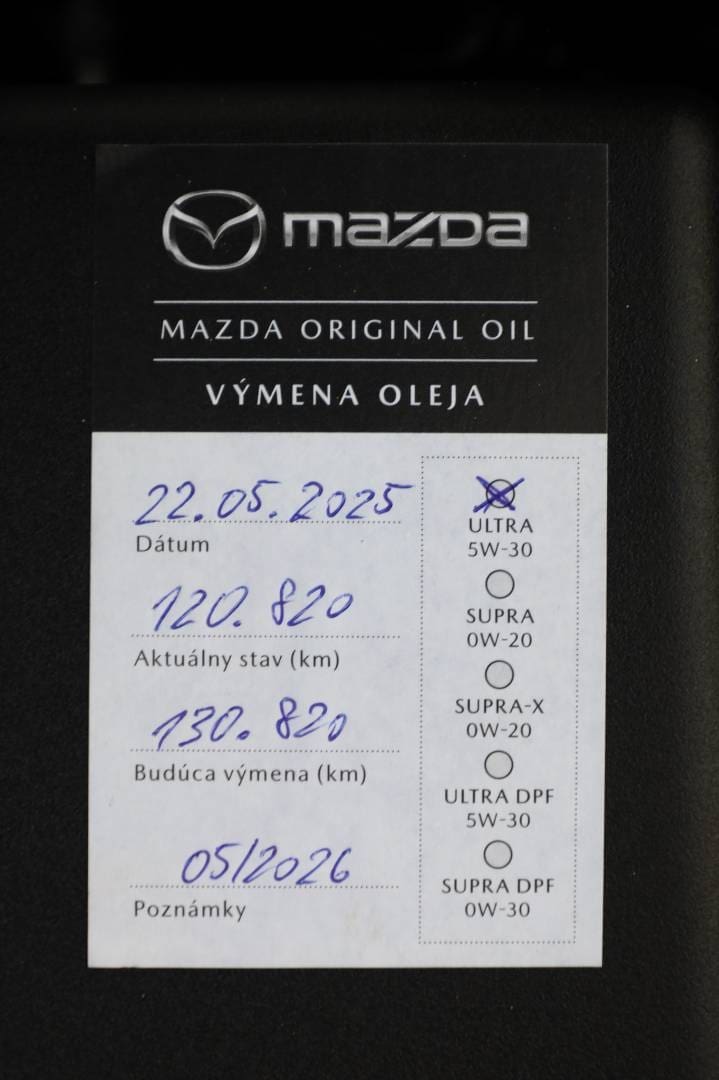 mazda
MAZDA ORIGINAL OIL
VÝMENA OLEJA
22.05.2025
Dátum
120.820
Aktuálny stav (km)
130.820
Budúca výmena (km)
05/2026
Poznámky
ULTRA
5W-30
SUPRA
0W-20
SUPRA-X
0W-20
ULTRA DPF
5W-30
SUPRA DPF
0W-30